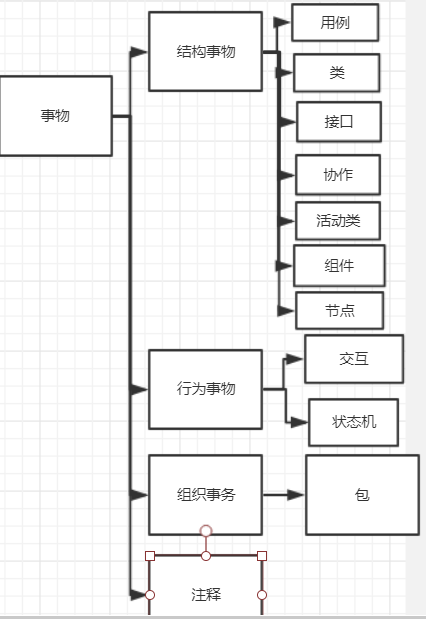 用例
结构事物
类
事物
接口
协作
活动类
组件
节点
交互
行为事物
状态机
组织事务
包
注释